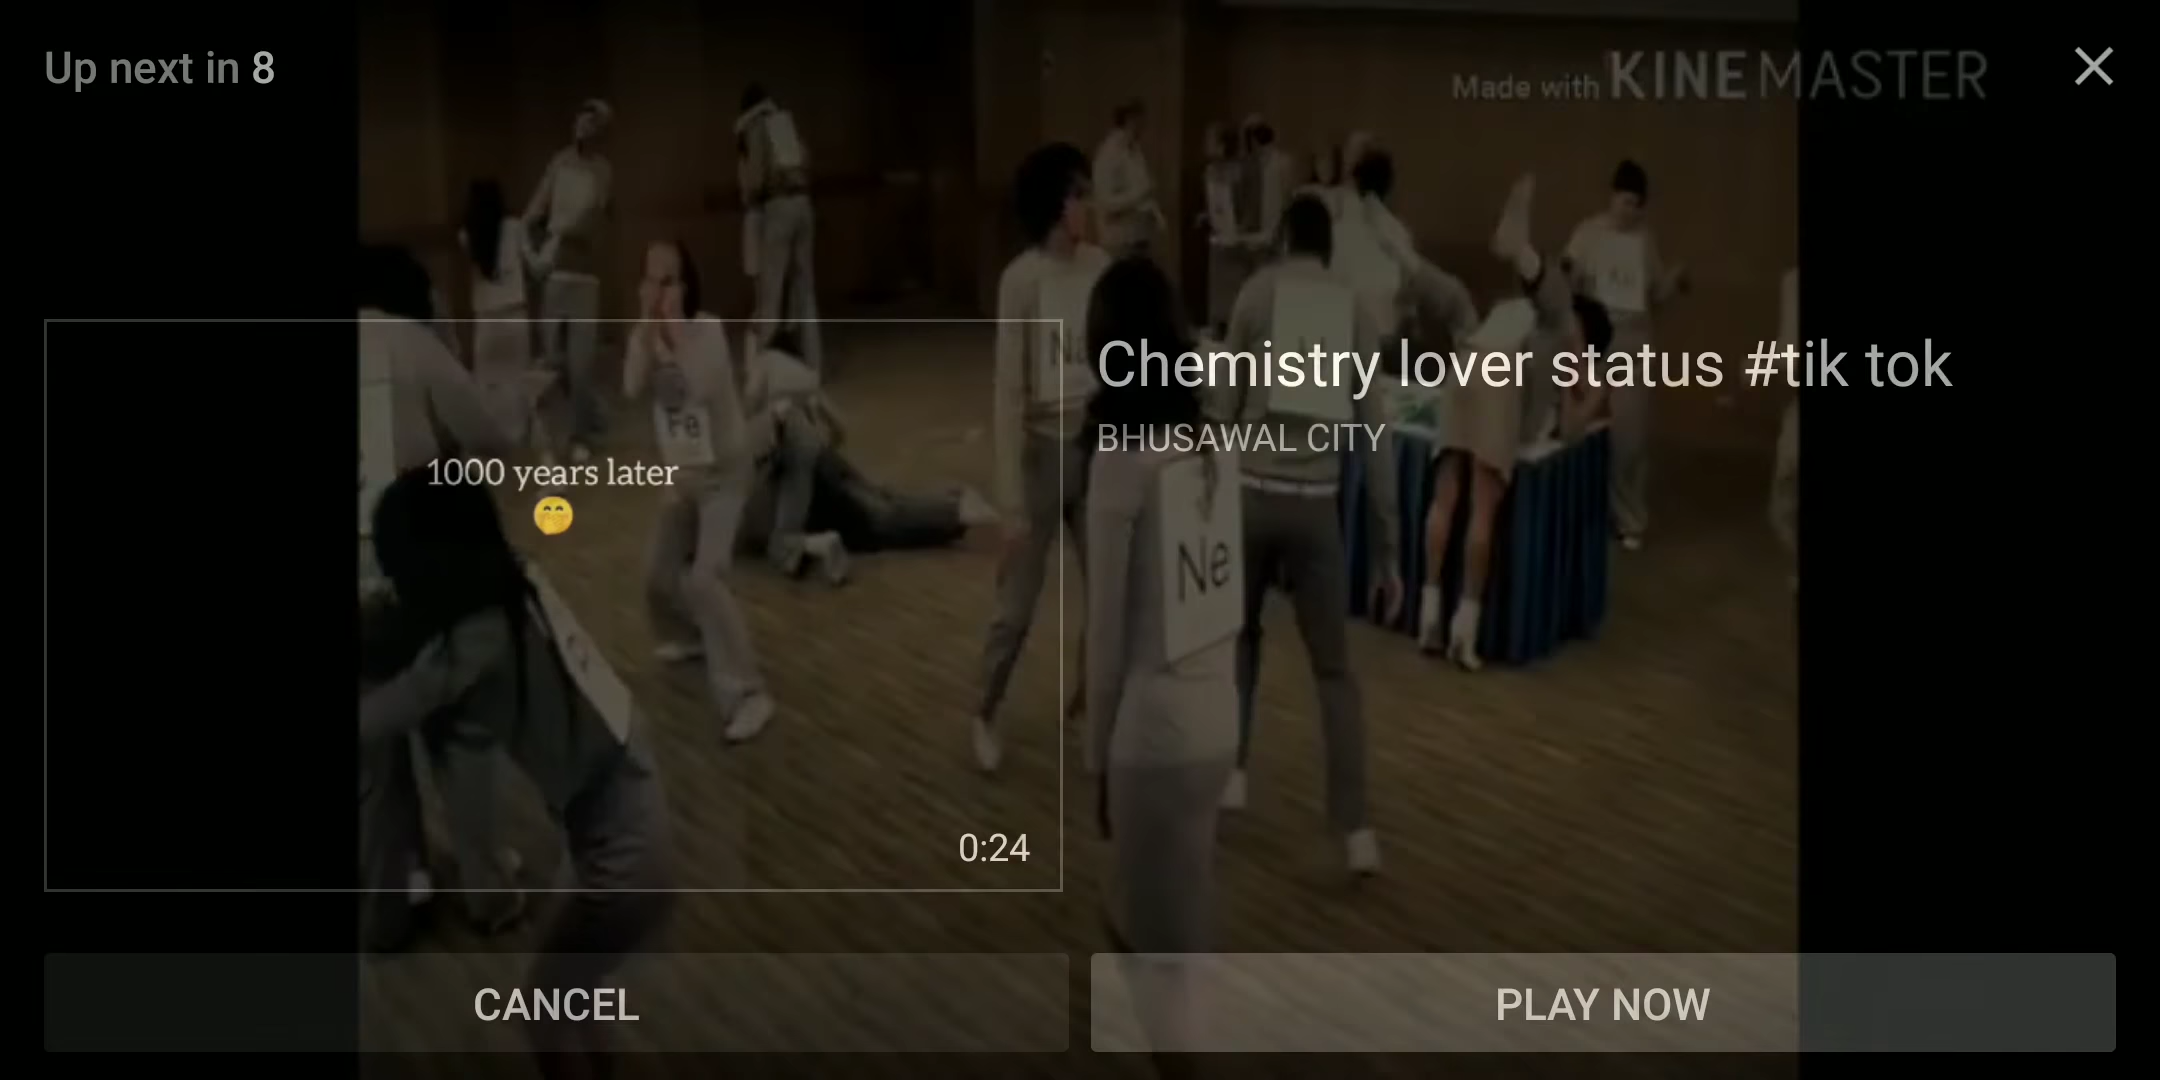 Up next in 8
Made with KINEMASTER
Chemistry lover status #tik tok
BHUSAWAL CITY
Na
Fe
1000 years later
🤭
Ne
0:24
CANCEL
PLAY NOW